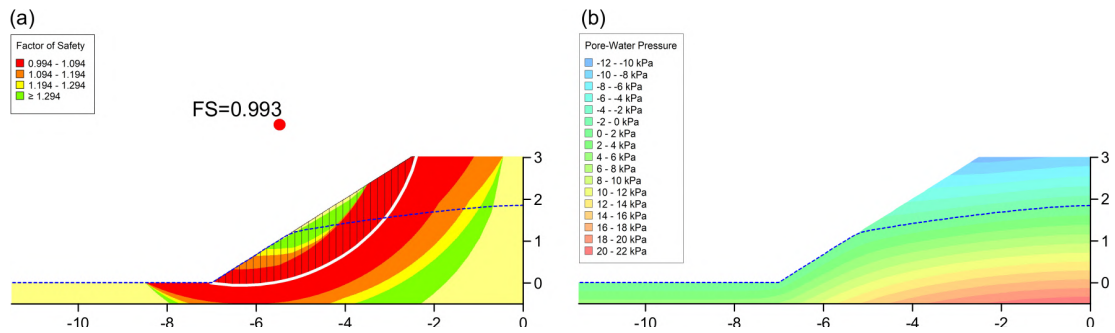 (a)
Factor of Safety
0.994 - 1.094
1.094 - 1.194
1.194 - 1.294
≥ 1.294
FS=0.993
3
2
1
0
-10 -8 -6 -4 -2 0
(b)
Pore-Water Pressure
-12 - -10 kPa
-10 - -8 kPa
-8 - -6 kPa
-6 - -4 kPa
-4 - -2 kPa
-2 - 0 kPa
0 - 2 kPa
2 - 4 kPa
4 - 6 kPa
6 - 8 kPa
8 - 10 kPa
10 - 12 kPa
12 - 14 kPa
14 - 16 kPa
16 - 18 kPa
18 - 20 kPa
20 - 22 kPa
3
2
1
0
-10 -8 -6 -4 -2 0